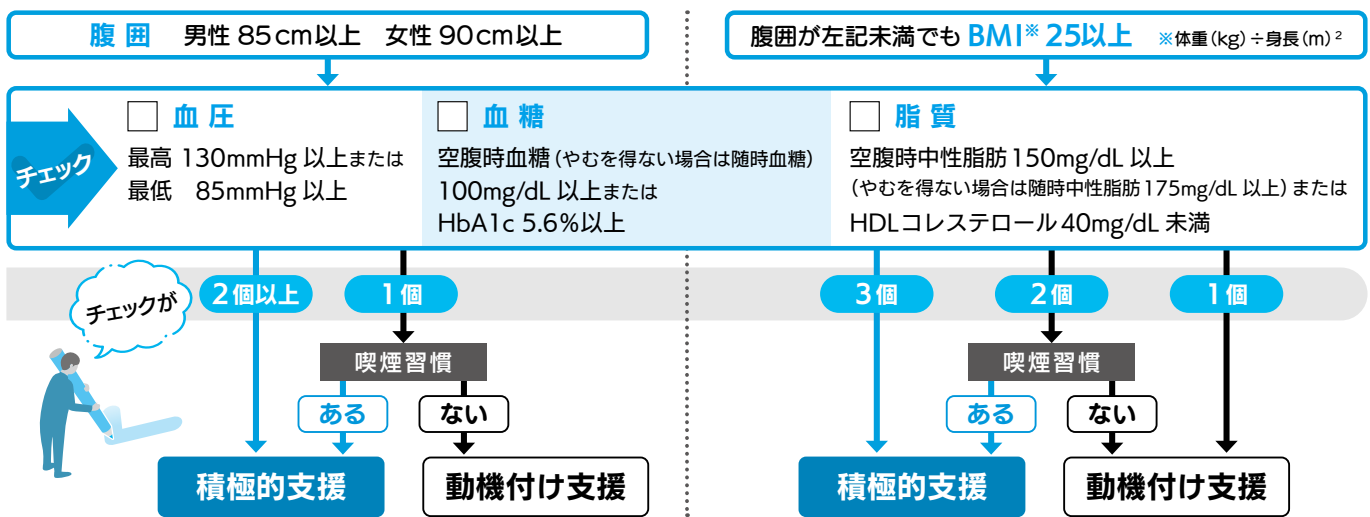 腹囲 男性 85cm以上 女性 90cm以上
腹囲が左記未満でも BMI※ 25以上 ※体重(kg)÷身長(m)²
チェック
血圧
最高 130mmHg 以上または
最低 85mmHg 以上
血糖
空腹時血糖(やむを得ない場合は随時血糖)
100mg/dL 以上または
HbA1c 5.6%以上
脂質
空腹時中性脂肪 150mg/dL 以上
(やむを得ない場合は随時中性脂肪 175mg/dL 以上)または
HDLコレステロール 40mg/dL 未満
チェックが
2個以上 1個
3個 2個 1個
喫煙習慣
ある ない
喫煙習慣
ある ない
積極的支援 動機付け支援
積極的支援 動機付け支援